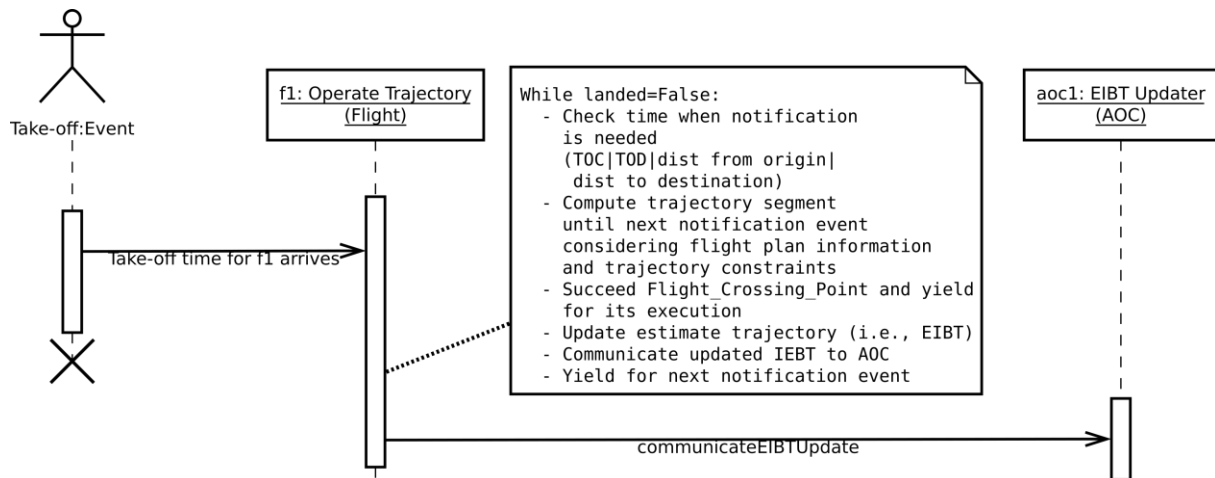 Take-off:Event
f1: Operate Trajectory
(Flight)
While landed=False:
- Check time when notification
is needed
(TOC|TOD|dist from origin|
dist to destination)
- Compute trajectory segment
until next notification event
considering flight plan information
and trajectory constraints
- Succeed Flight_Crossing_Point and yield
for its execution
- Update estimate trajectory (i.e., EIBT)
- Communicate updated IEBT to AOC
- Yield for next notification event
aoc1: EIBT Updater
(AOC)
Take-off time for f1 arrives
communicateEIBTUpdate